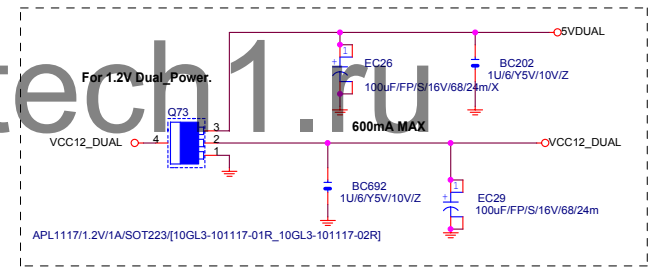 5VDUAL
1
EC26
BC202
1U/6/Y5V/10V/Z
+
For 1.2V Dual_Power.
100uF/FP/S/16V/68/24m/X
tech1.ru
Q73
600mA MAX
3
VCC12_DUAL
4
2
VCC12_DUAL
1
BC692
1
EC29
1U/6/Y5V/10V/Z
+
100uF/FP/S/16V/68/24m
APL1117/1.2V/1A/SOT223/[10GL3-101117-01R_10GL3-101117-02R]